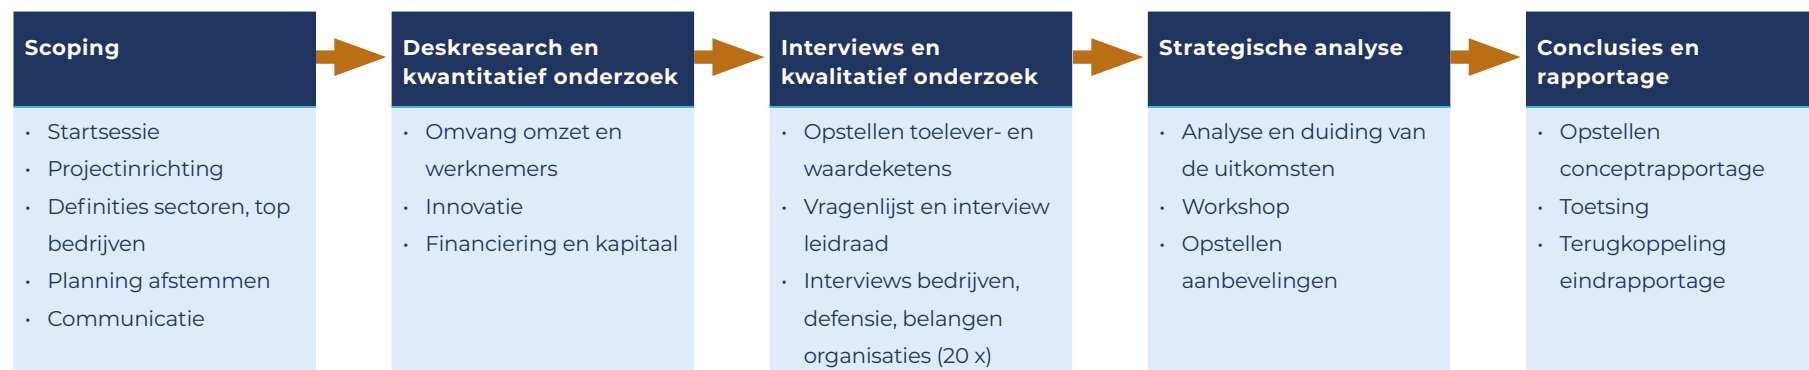 Scoping
• Startsessie
• Projectinrichting
• Definities sectoren, top
bedrijven
• Planning afstemmen
• Communicatie
Deskresearch en
kwantitatief onderzoek
• Omvang omzet en
werknemers
• Innovatie
• Financiering en kapitaal
Interviews en
kwalitatief onderzoek
• Opstellen toelever- en
waardeketens
• Vragenlijst en interview
leidraad
• Interviews bedrijven,
defensie, belangen
organisaties (20 x)
Strategische analyse
• Analyse en duiding van
de uitkomsten
• Workshop
• Opstellen
aanbevelingen
Conclusies en
rapportage
• Opstellen
conceptrapportage
• Toetsing
• Terugkoppeling
eindrapportage